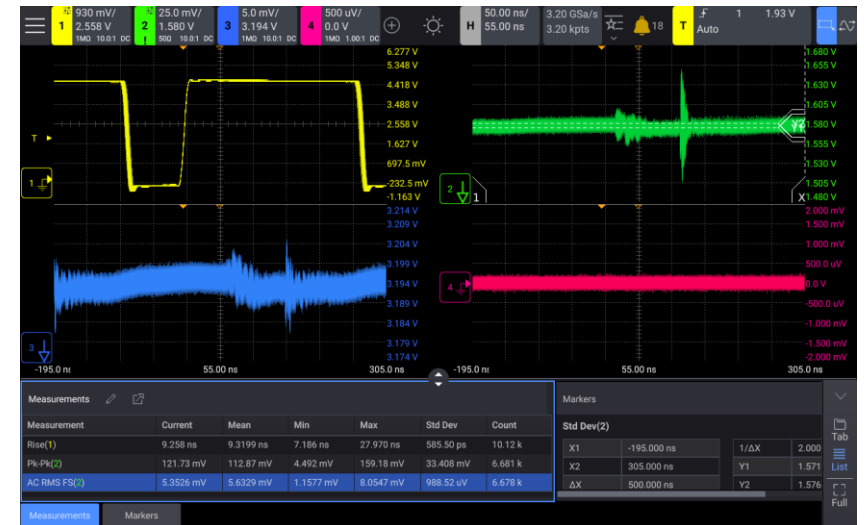 1 930 mV/ 2.558 V 1MΩ 10.0:1 DC
2 25.0 mV/ 1.580 V 50Ω 10.0:1 DC
3 5.0 mV/ 3.194 V 1MΩ 10.0:1 DC
4 500 uV/ 0.0 V 1MΩ 1.00:1 DC
H 50.00 ns/ 55.00 ns
3.20 GSa/s 3.20 kpts
18
T Auto 1 1.93 V
6.277 V
5.348 V
4.418 V
3.488 V
2.558 V
1.627 V
697.5 mV
-232.5 mV
-1.163 V
T
1
1.680 V
1.655 V
1.630 V
1.605 V
1.580 V
1.555 V
1.530 V
1.505 V
1.480 V
2
1
X
3.214 V
3.209 V
3.204 V
3.199 V
3.194 V
3.189 V
3.184 V
3.179 V
3.174 V
3
2.000 mV
1.500 mV
1.000 mV
500.0 uV
0.0 V
-500.0 uV
-1.000 mV
-1.500 mV
-2.000 mV
4
-195.0 ns 55.00 ns 305.0 ns
-195.0 ns 55.00 ns 305.0 ns
Measurements
Measurement Current Mean Min Max Std Dev Count
Rise(1) 9.258 ns 9.3199 ns 7.186 ns 27.970 ns 585.50 ps 10.12 k
Pk-Pk(2) 121.73 mV 112.87 mV 4.492 mV 159.18 mV 33.408 mV 6.681 k
AC RMS FS(2) 5.3526 mV 5.6329 mV 1.1577 mV 8.0547 mV 988.52 uV 6.678 k
Markers
Std Dev(2)
X1 -195.000 ns 1/ΔX 2.000
X2 305.000 ns Y1 1.571
ΔX 500.000 ns Y2 1.576
Tab
List
Full
Measurements Markers